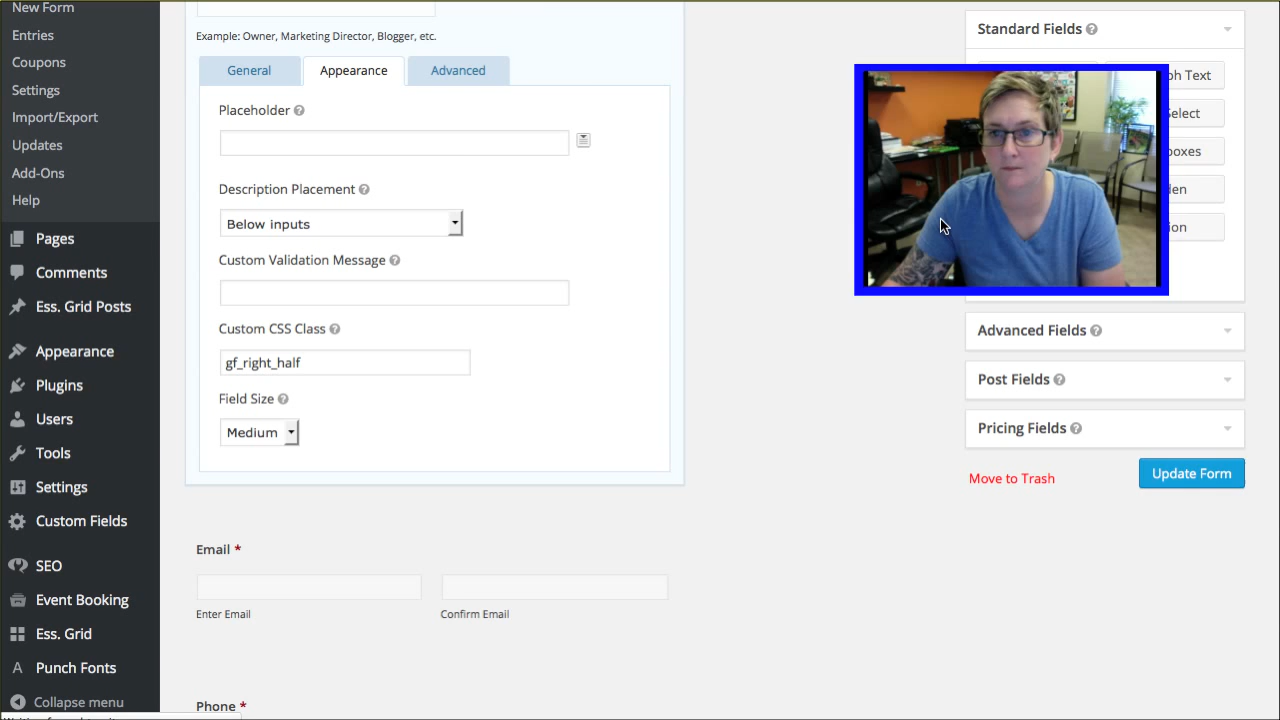 New Form
Entries
Coupons
Settings
Import/Export
Updates
Add-Ons
Help
Pages
Comments
Ess. Grid Posts
Appearance
Plugins
Users
Tools
Settings
Custom Fields
SEO
Event Booking
Ess. Grid
Punch Fonts
Collapse menu
Example: Owner, Marketing Director, Blogger, etc.
General
Appearance
Advanced
Placeholder
Description Placement
Below inputs
Custom Validation Message
Custom CSS Class
gf_right_half
Field Size
Medium
Email *
Enter Email
Confirm Email
Phone *
Standard Fields
Text
Select
Advanced Fields
Post Fields
Pricing Fields
Move to Trash
Update Form